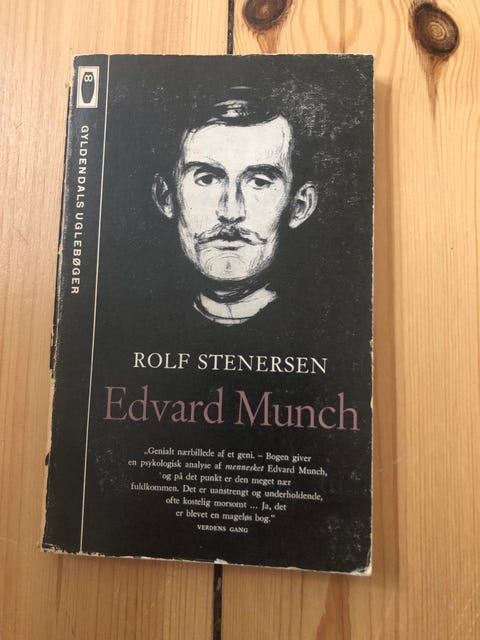 GYLDENDALS UGLEBØGER
ROLF STENERSEN
Edvard Munch
„Genialt nærbillede af et geni. – Bogen giver
en psykologisk analyse af mennesket Edvard Munch,
og på det punkt er den meget nær
fuldkommen. Det er uanstrengt og underholdende,
ofte kostelig morsomt ... Ja, det
er blevet en mageløs bog.“
VERDENS GANG